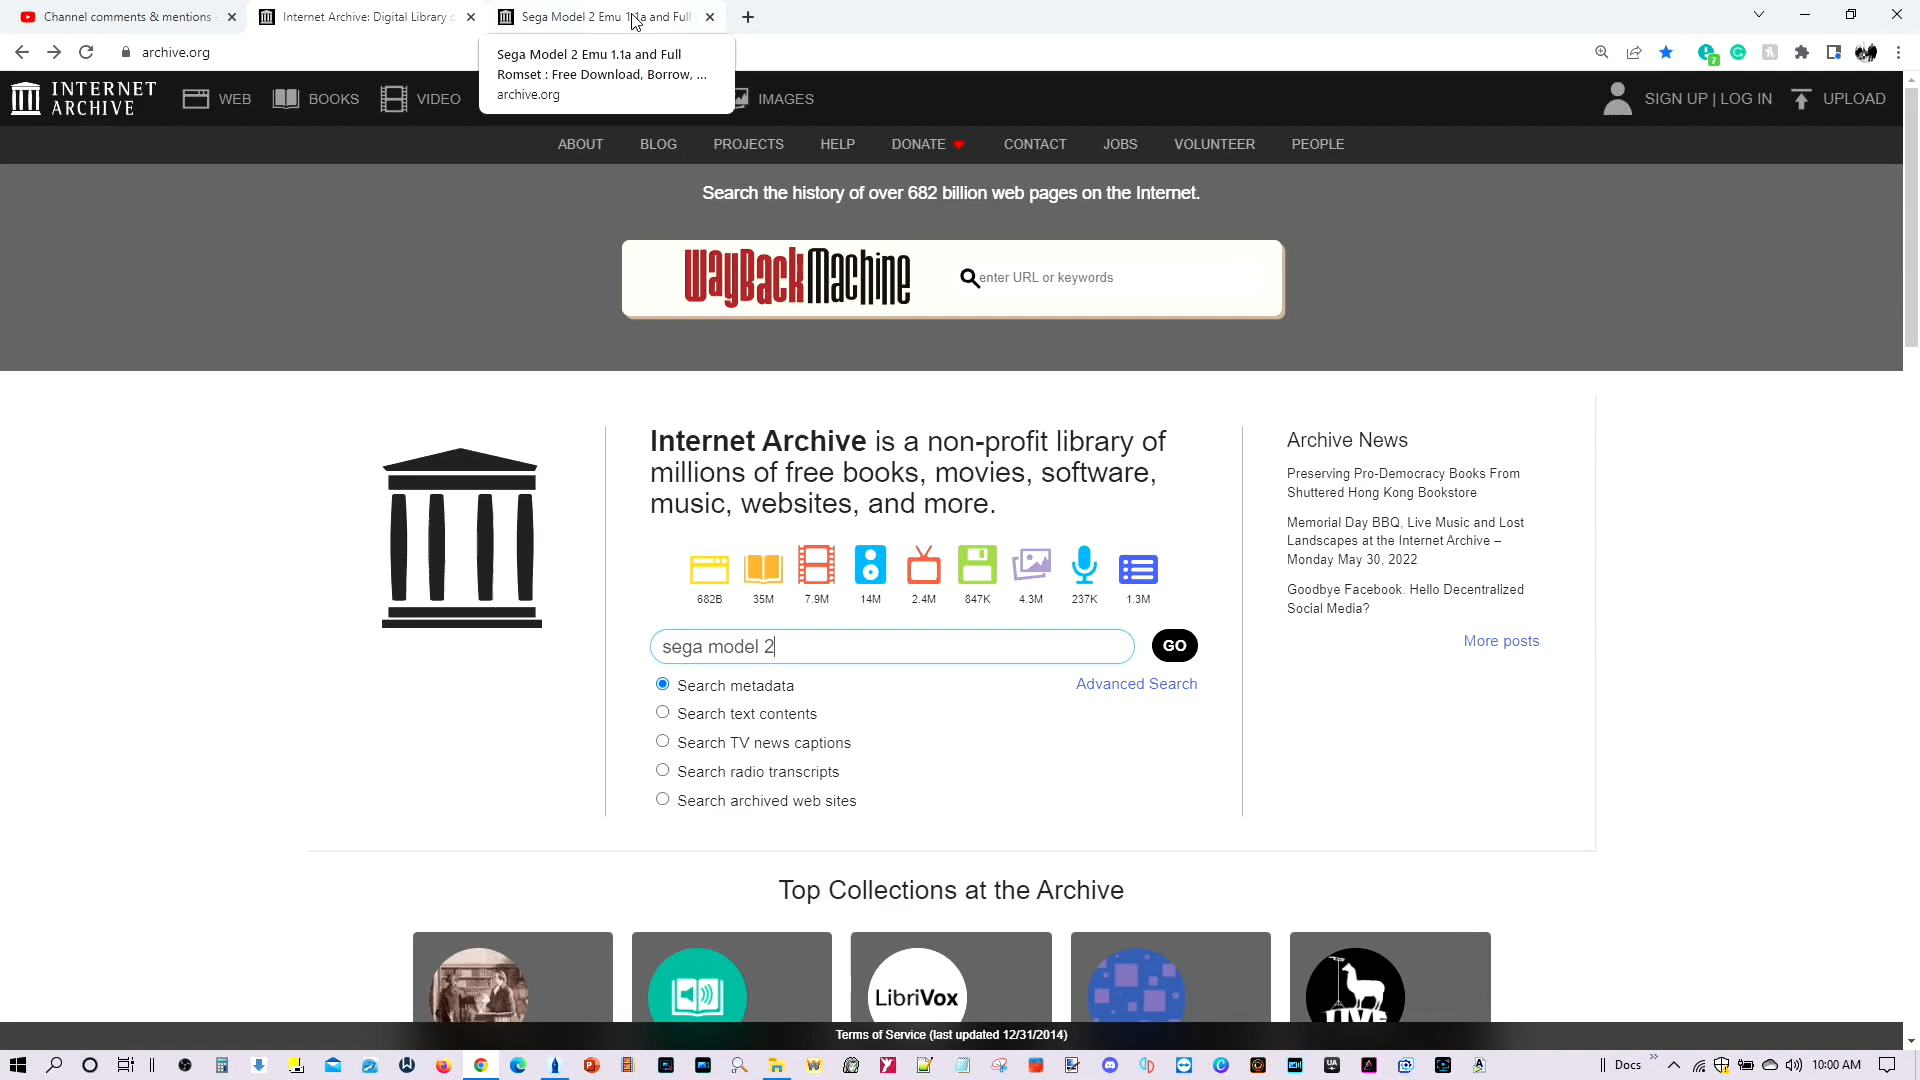 Channel comments & mentions
Internet Archive: Digital Library
Sega Model 2 Emu 1.1a and Full
archive.org
Sega Model 2 Emu 1.1a and Full
Romset : Free Download, Borrow, ...
archive.org
7
INTERNET
ARCHIVE
WEB
BOOKS
VIDEO
IMAGES
SIGN UP | LOG IN
UPLOAD
ABOUT
BLOG
PROJECTS
HELP
DONATE
CONTACT
JOBS
VOLUNTEER
PEOPLE
Search the history of over 682 billion web pages on the Internet.
WayBackMachine
enter URL or keywords
Internet Archive is a non-profit library of
millions of free books, movies, software,
music, websites, and more.
682B 35M 7.9M 14M 2.4M 847K 4.3M 237K 1.3M
sega model 2
GO
Search metadata
Advanced Search
Search text contents
Search TV news captions
Search radio transcripts
Search archived web sites
Archive News
Preserving Pro-Democracy Books From
Shuttered Hong Kong Bookstore
Memorial Day BBQ, Live Music and Lost
Landscapes at the Internet Archive –
Monday May 30, 2022
Goodbye Facebook. Hello Decentralized
Social Media?
More posts
Top Collections at the Archive
LibriVox
LIVE
Terms of Service (last updated 12/31/2014)
Docs
10:00 AM